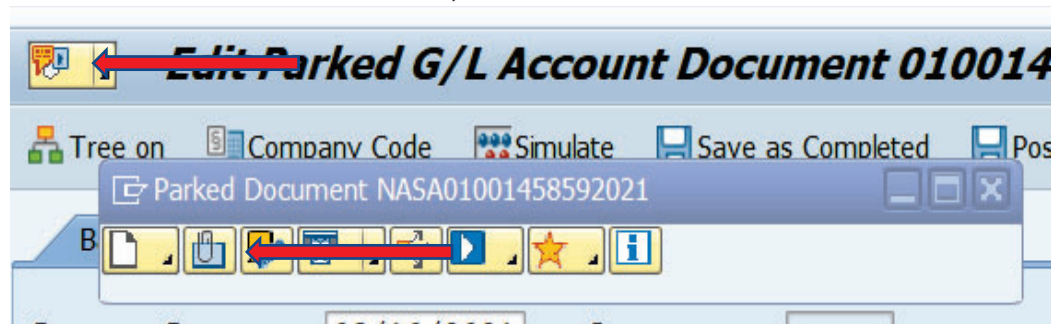 Edit Parked G/L Account Document 010014
Tree on Company Code Simulate Save as Completed Pos
Parked Document NASA01001458592021
B